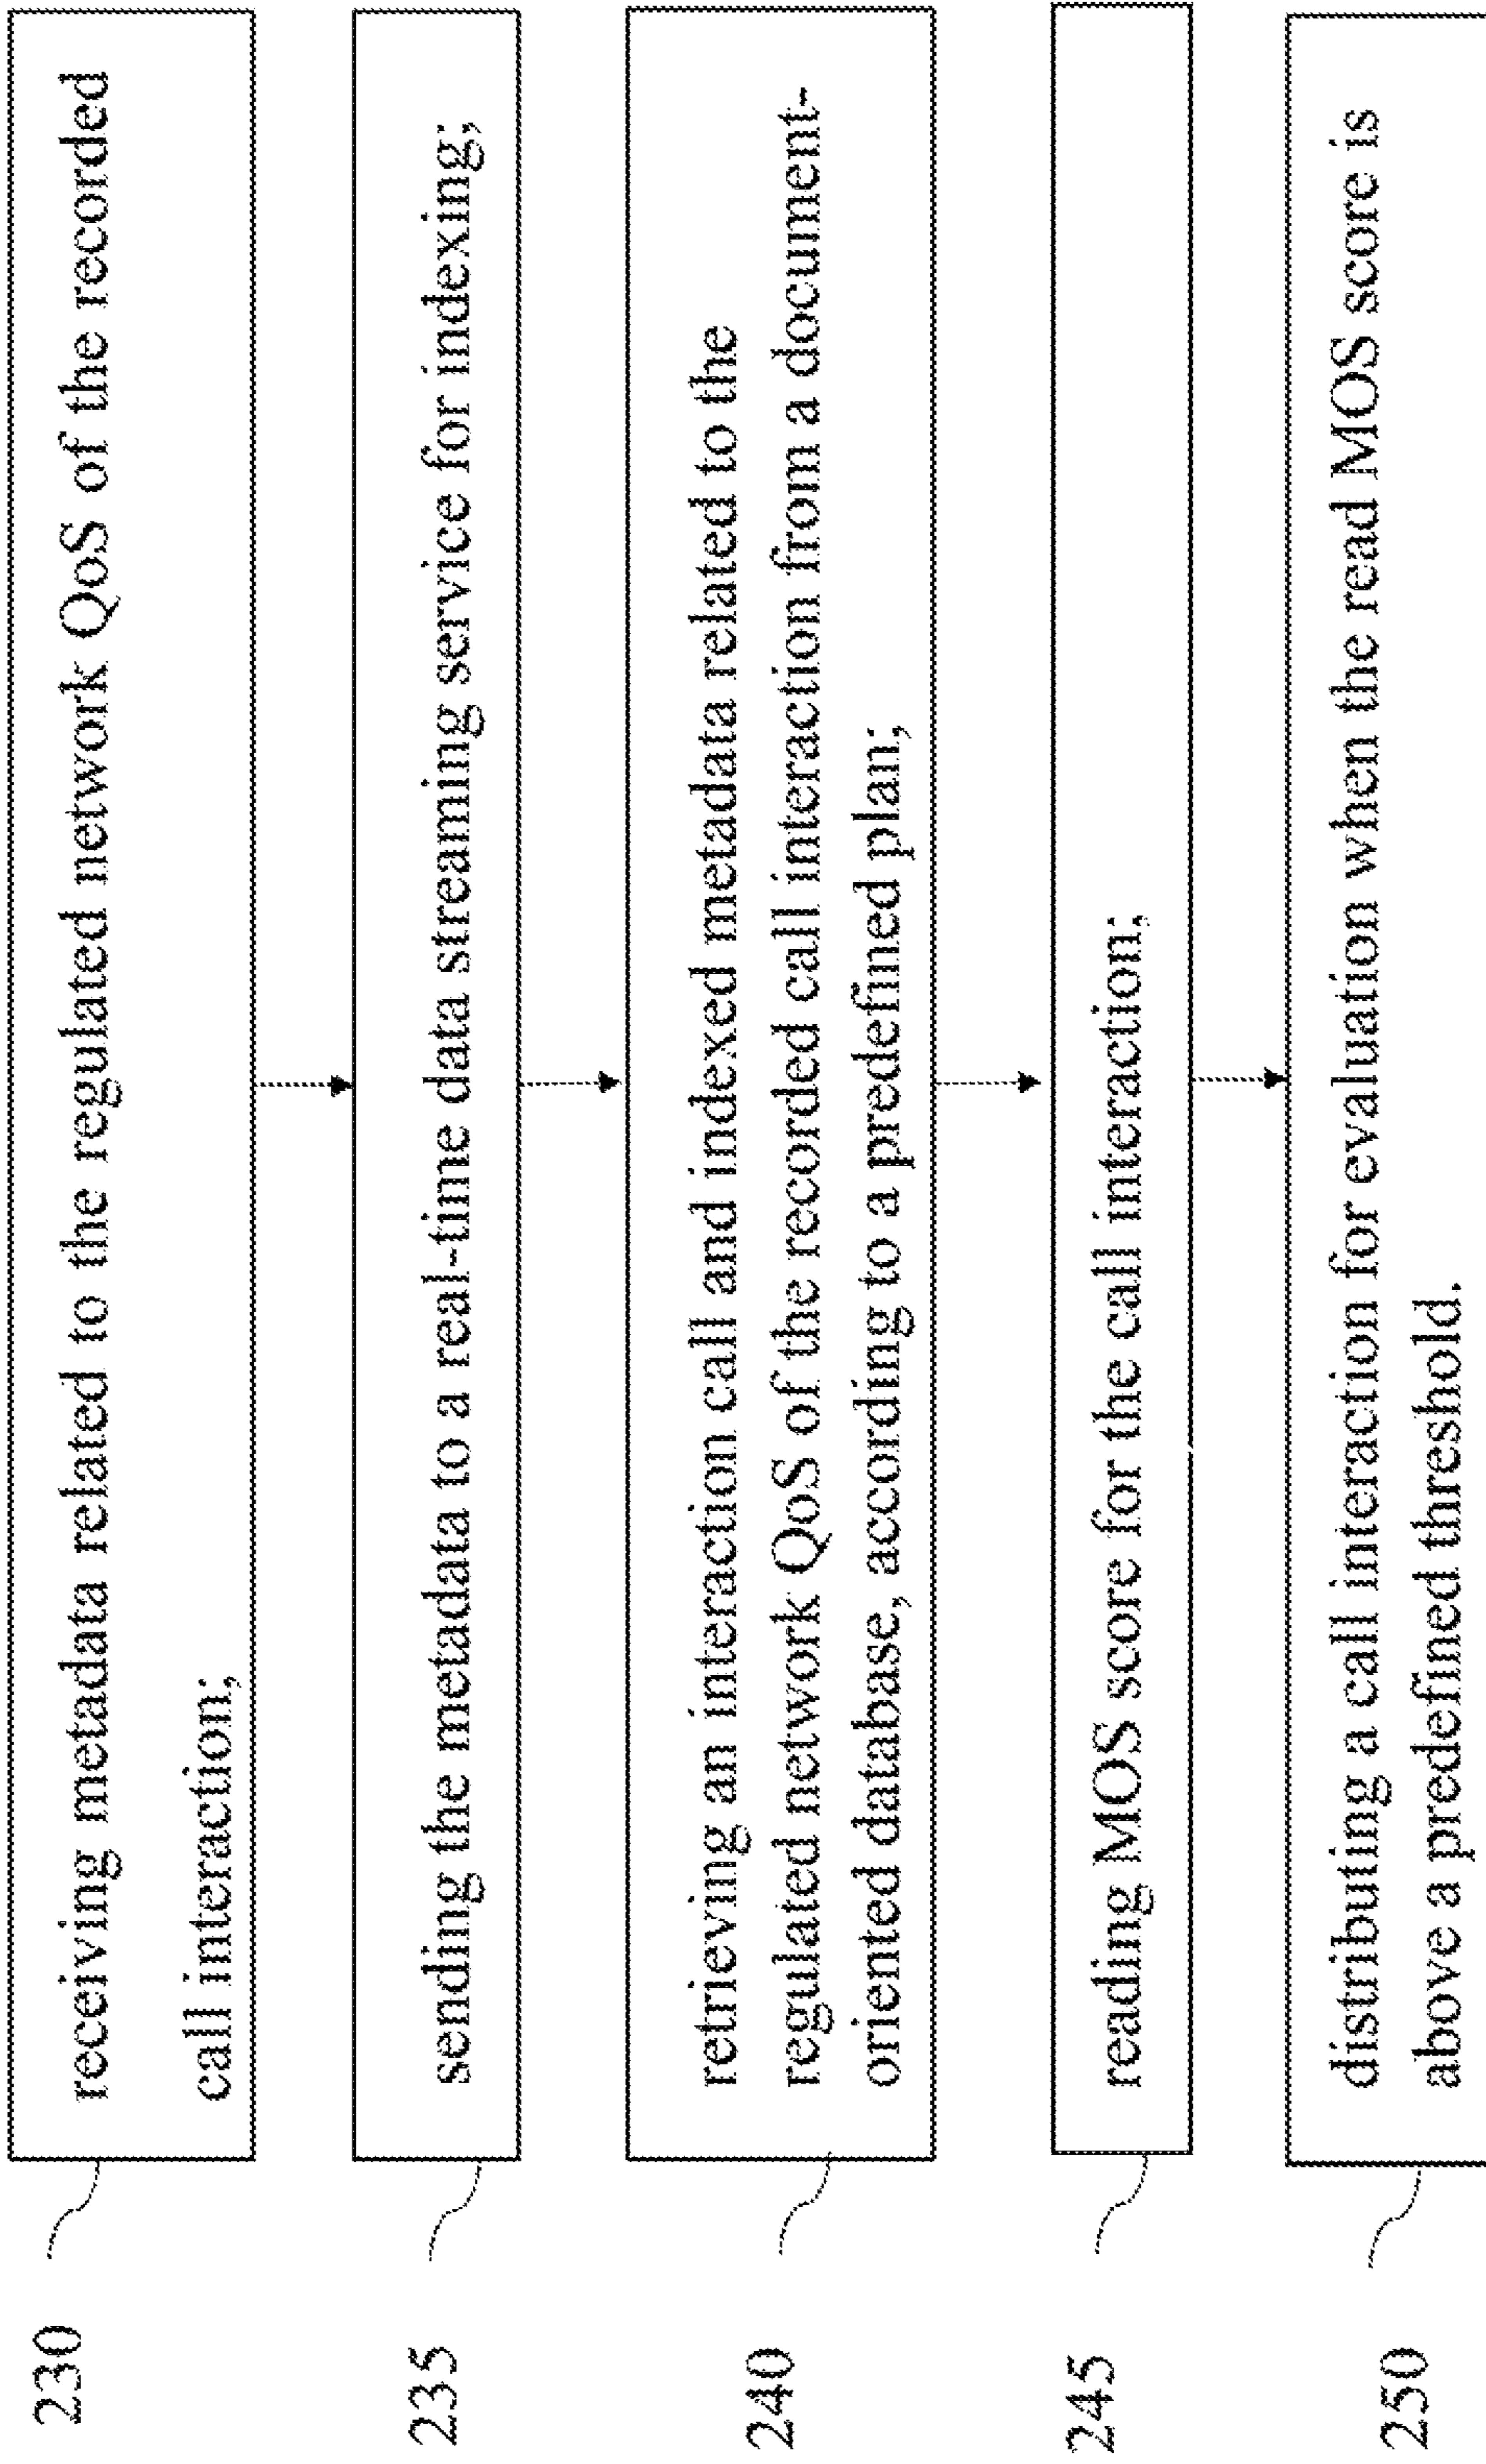 230
receiving metadata related to the regulated network QoS of the recorded
call interaction;
235
sending the metadata to a real-time data streaming service for indexing;
240
retrieving an interaction call and indexed metadata related to the
regulated network QoS of the recorded call interaction from a document-
oriented database, according to a predefined plan;
245
reading MOS score for the call interaction;
250
distributing a call interaction for evaluation when the read MOS score is
above a predefined threshold.